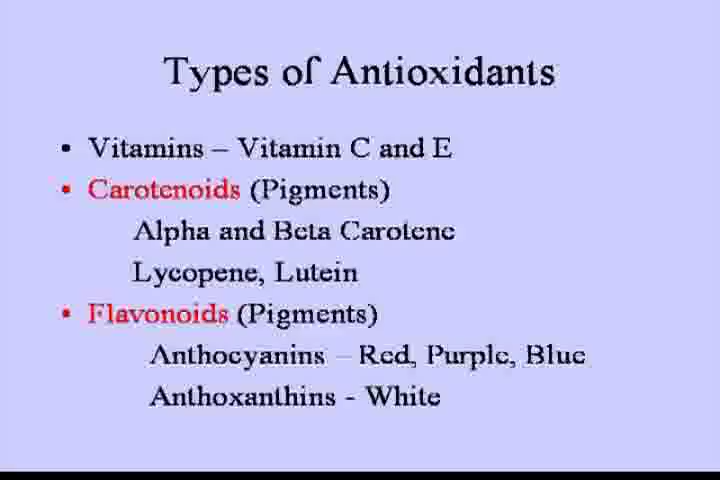 Types of Antioxidants
• Vitamins – Vitamin C and E
• Carotenoids (Pigments)
Alpha and Beta Carotene
Lycopene, Lutein
• Flavonoids (Pigments)
Anthocyanins – Red, Purple, Blue
Anthoxanthins - White